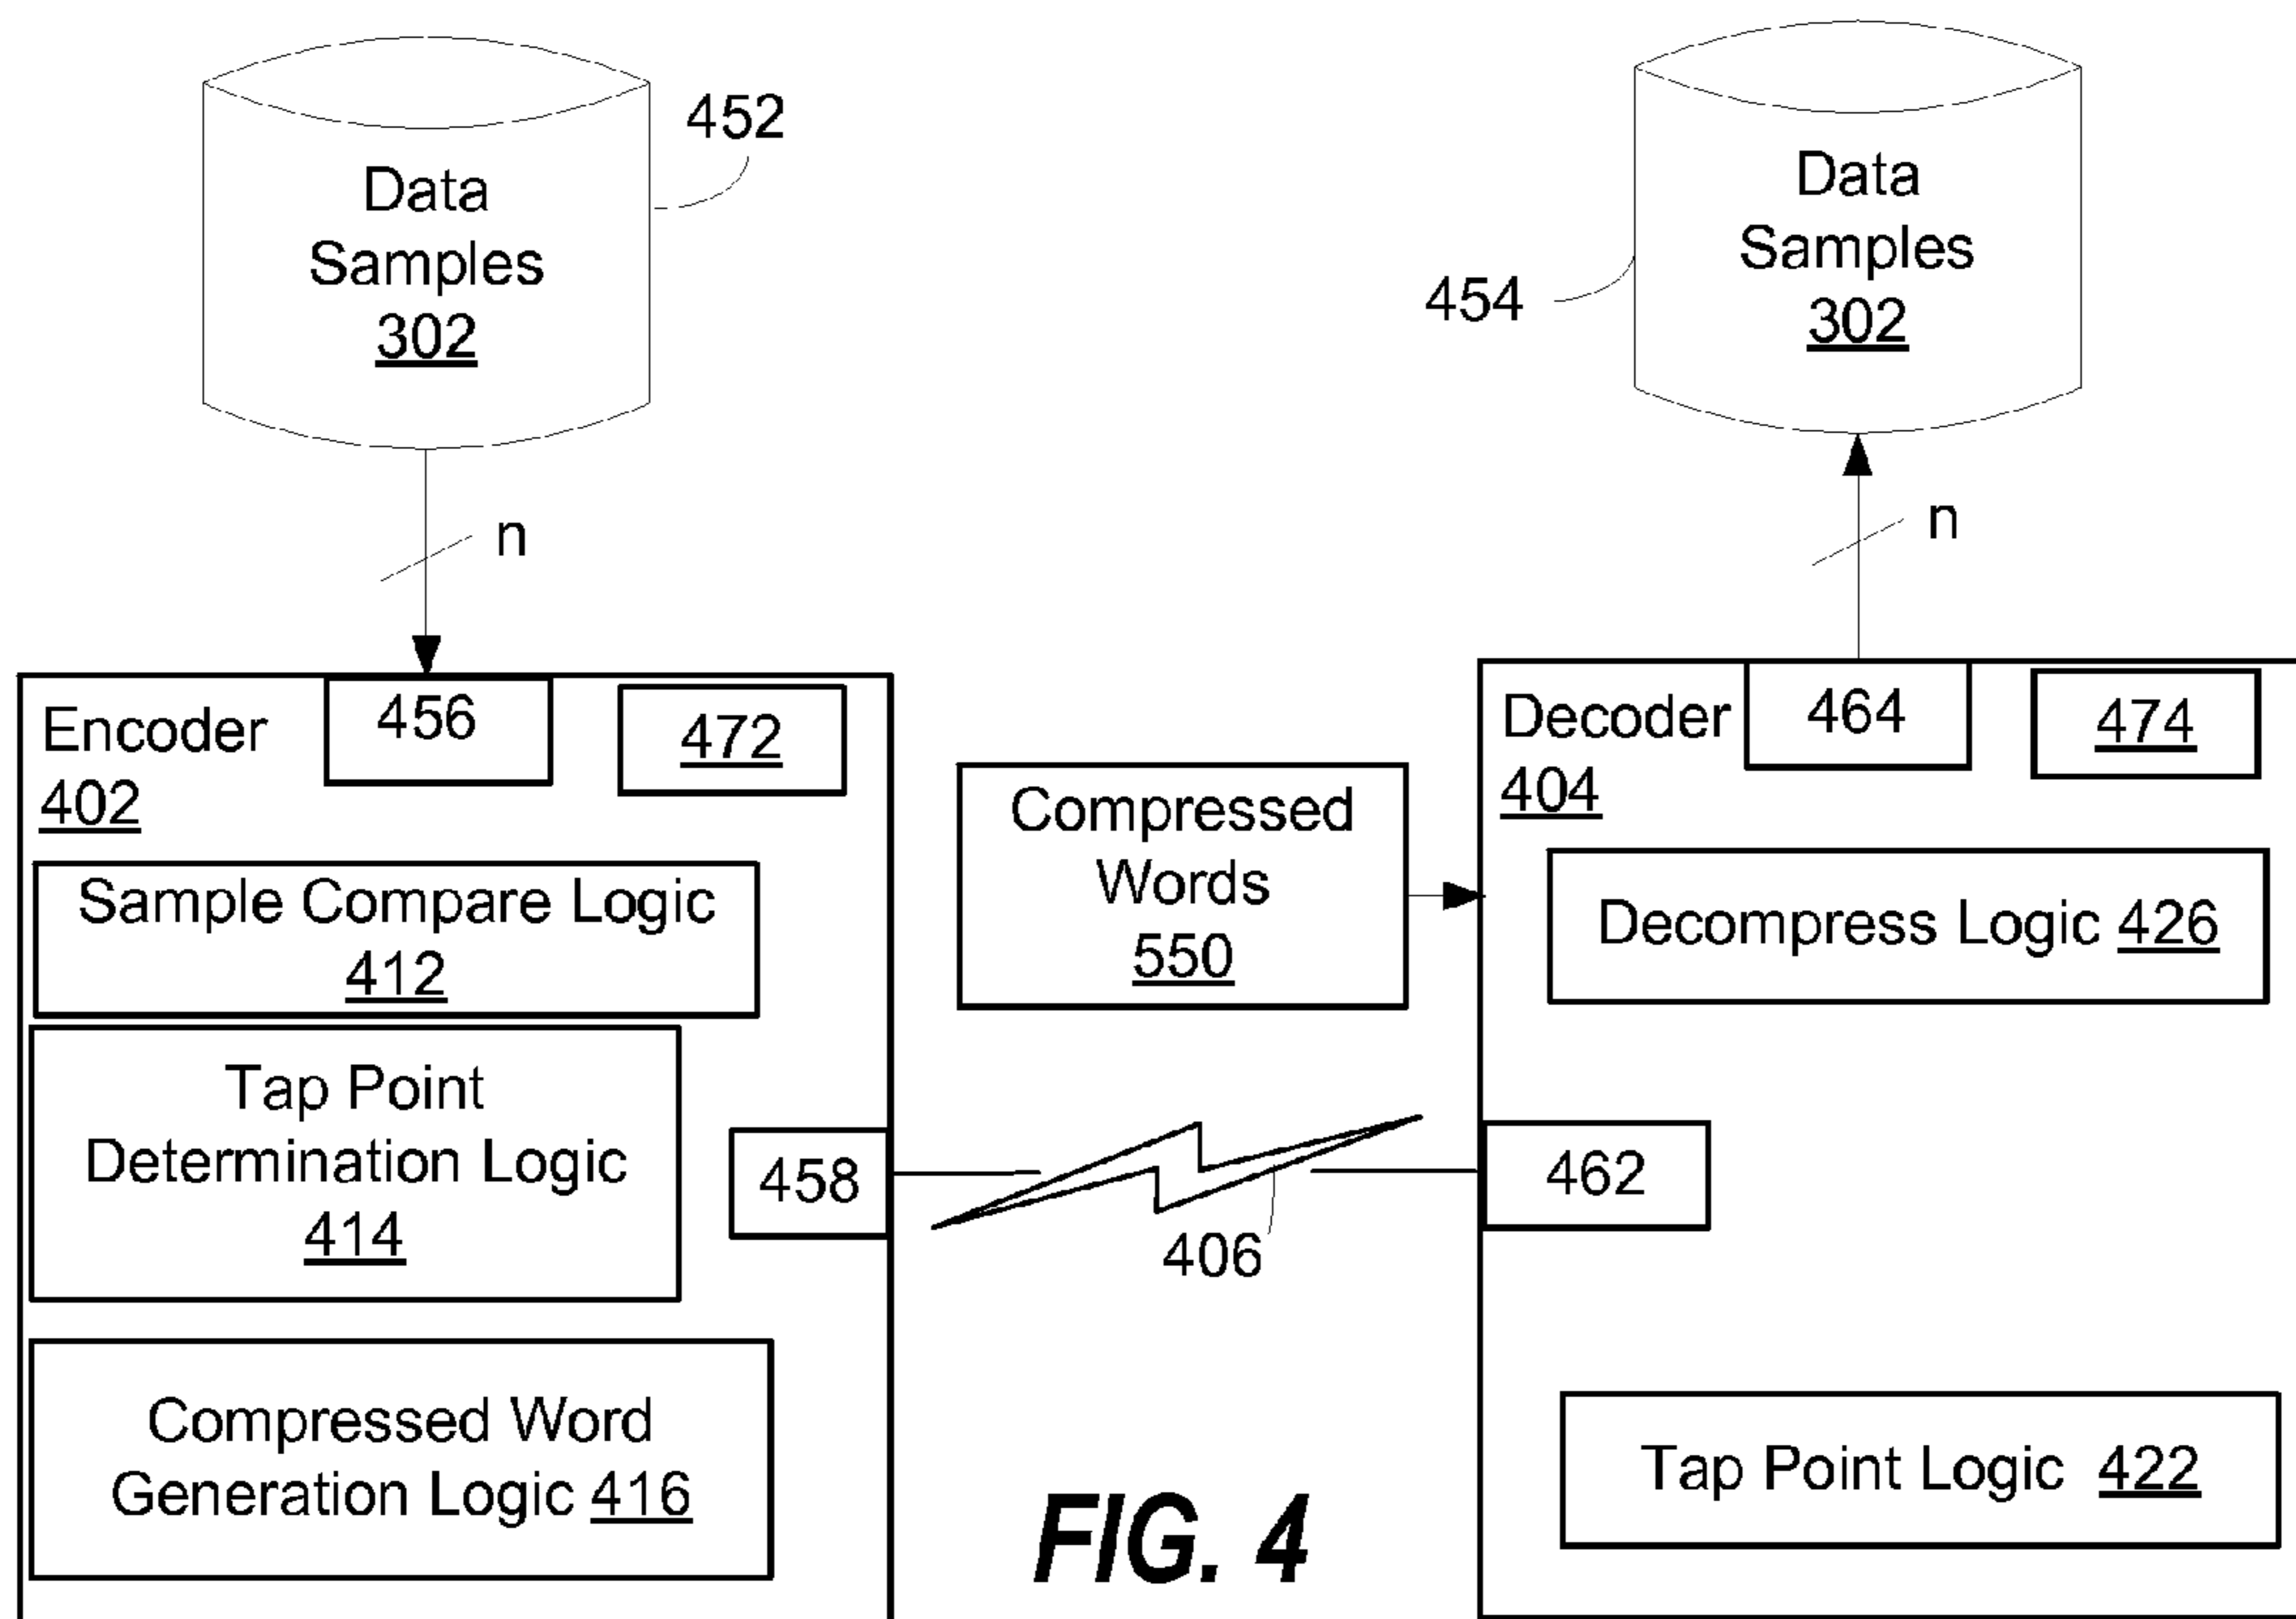 Data
Samples
302
452
n
Data
Samples
302
454
n
Encoder
402
456
472
Sample Compare Logic
412
Tap Point
Determination Logic
414
458
Compressed Word
Generation Logic 416
Compressed
Words
550
406
Decoder
404
464
474
Decompress Logic 426
462
Tap Point Logic 422
FIG. 4